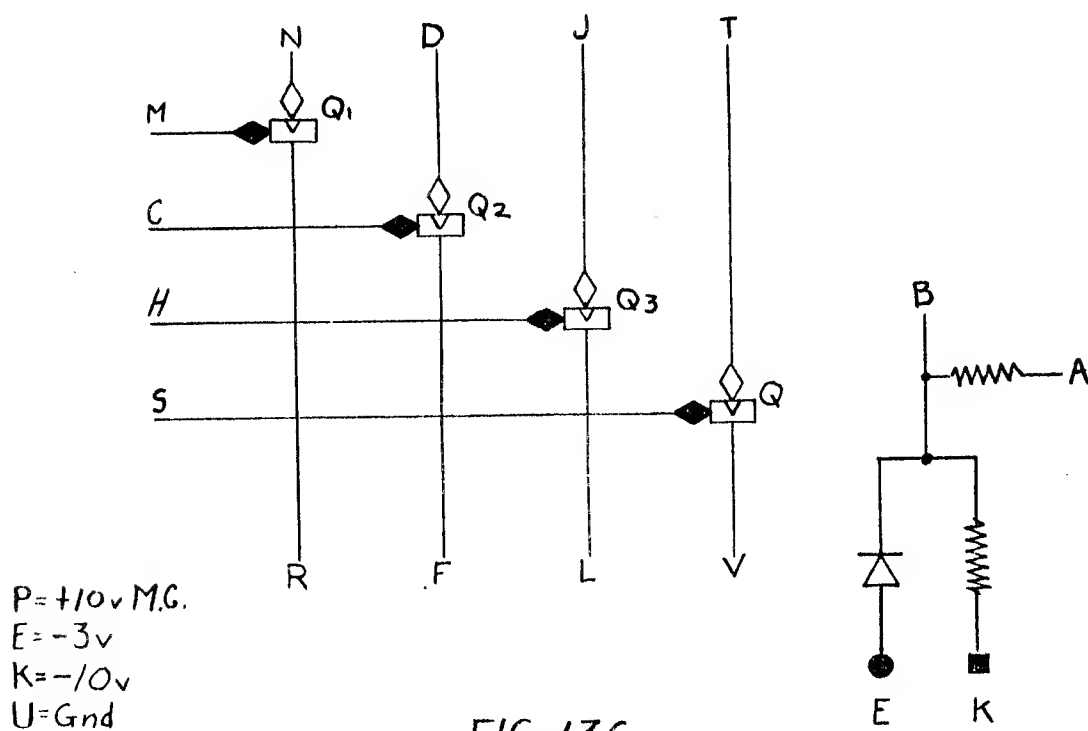 N D J T
M Q1
C Q2
H Q3
S Q
B
A
R F L V
E K
P=+10v M.G.
E=-3v
K=-10v
U=Gnd